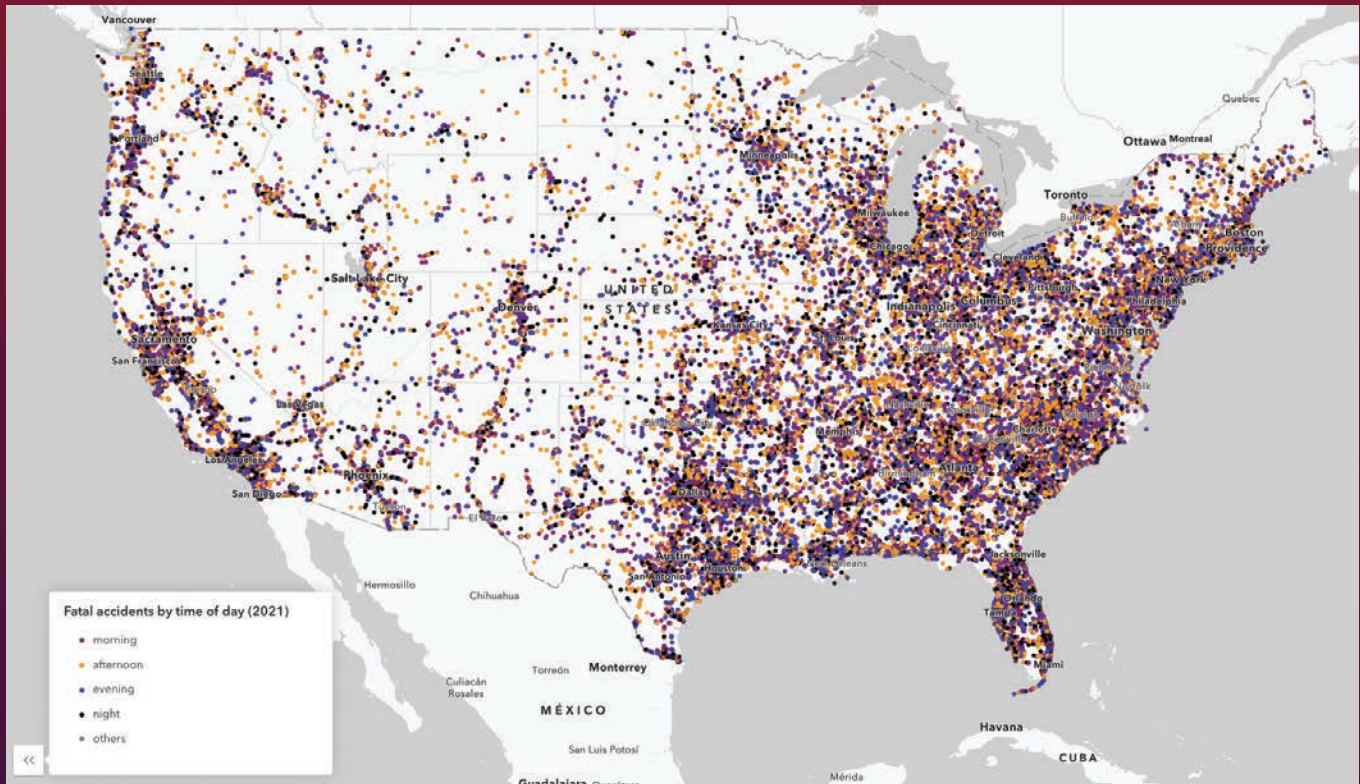 Vancouver
Seattle
Quebec
Portland
Ottawa Montreal
Minneapolis
Toronto
Milwaukee
Detroit
Boston
Providence
Chicago
Cleveland
Salt Lake City
New York
Pittsburgh
UNITED
STATES
Denver
Indianapolis
Columbus
Philadelphia
Kansas City
Cincinnati
Washington
Sacramento
St. Louis
San Francisco
Norfolk
Las Vegas
Memphis
Charlotte
Oklahoma City
Los Angeles
Atlanta
Birmingham
Phoenix
San Diego
Dallas
Tucson
El Paso
Austin
Jacksonville
Houston
New Orleans
San Antonio
Hermosillo
Chihuahua
Orlando
Tampa
Fatal accidents by time of day (2021)
morning
afternoon
evening
night
others
Miami
Torreón
Monterrey
Culiacán
Rosales
MÉXICO
Havana
San Luis Potosí
CUBA
Mérida
Guadalajara